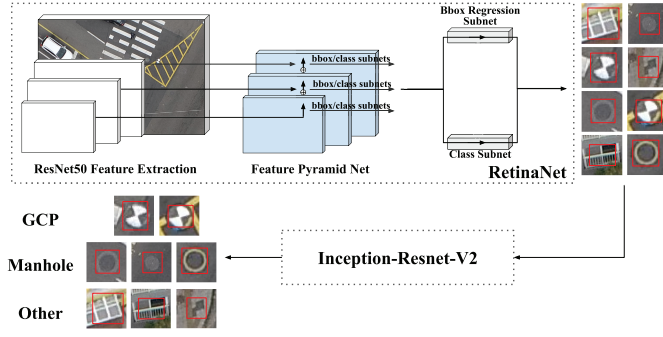 Bbox Regression
Subnet
bbox/class subnets
bbox/class subnets
bbox/class subnets
Class Subnet
ResNet50 Feature Extraction
Feature Pyramid Net
RetinaNet
GCP
Manhole
Other
Inception-Resnet-V2